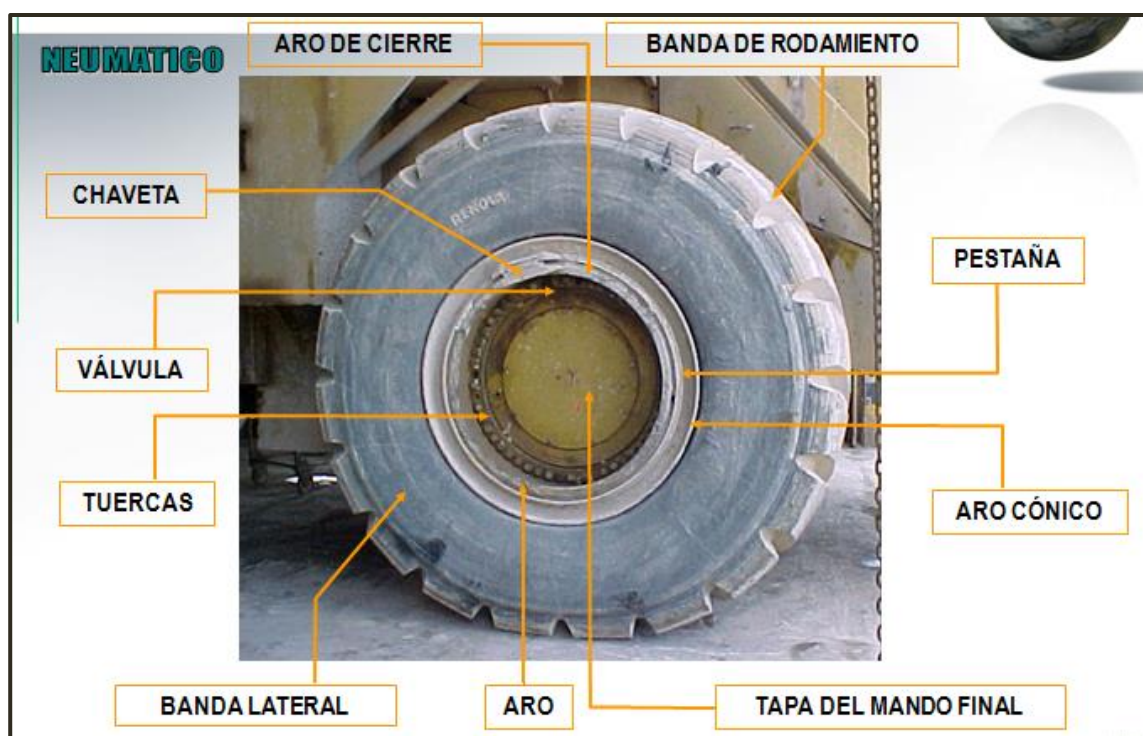 NEUMATICO
ARO DE CIERRE
BANDA DE RODAMIENTO
CHAVETA
PESTAÑA
VÁLVULA
TUERCAS
ARO CÓNICO
BANDA LATERAL
ARO
TAPA DEL MANDO FINAL